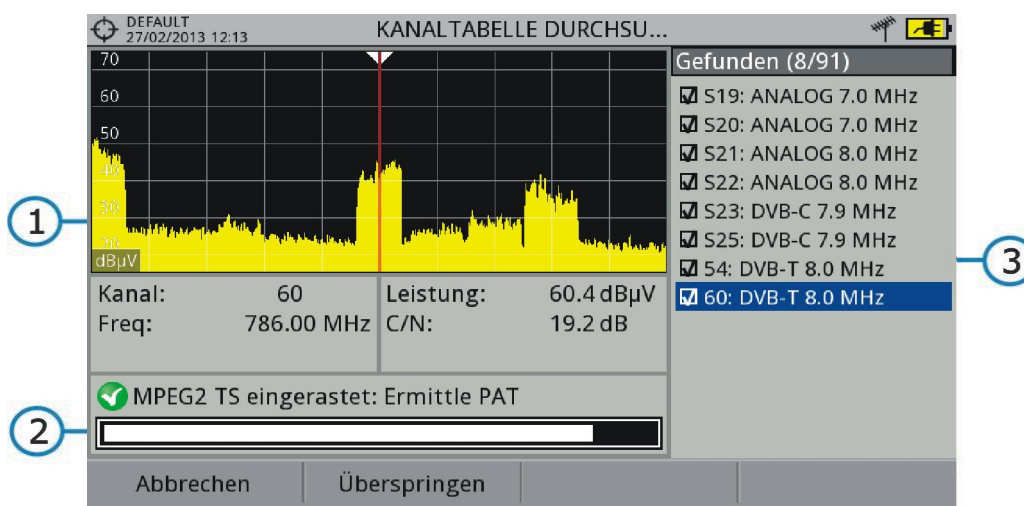 DEFAULT
27/02/2013 12:13
KANALTABELLE DURCHSU...
70
60
50
40
30
20
dBµV
Gefunden (8/91)
S19: ANALOG 7.0 MHz
S20: ANALOG 7.0 MHz
S21: ANALOG 8.0 MHz
S22: ANALOG 8.0 MHz
S23: DVB-C 7.9 MHz
S25: DVB-C 7.9 MHz
54: DVB-T 8.0 MHz
60: DVB-T 8.0 MHz
1
3
Kanal: 60
Freq: 786.00 MHz
Leistung: 60.4 dBµV
C/N: 19.2 dB
MPEG2 TS eingerastet: Ermittle PAT
2
Abbrechen
Überspringen